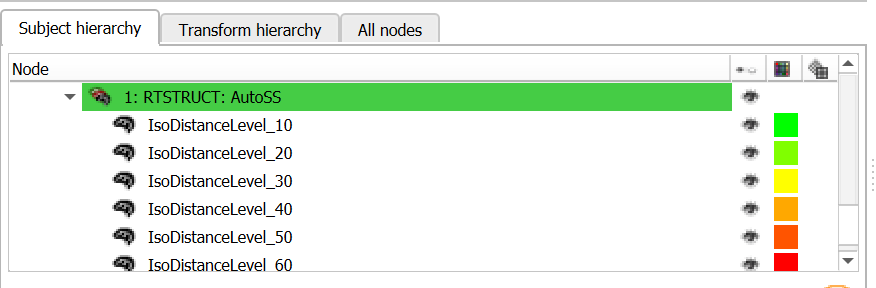 Subject hierarchy Transform hierarchy All nodes
Node
1: RTSTRUCT: AutoSS
IsoDistanceLevel_10
IsoDistanceLevel_20
IsoDistanceLevel_30
IsoDistanceLevel_40
IsoDistanceLevel_50
IsoDistanceLevel_60